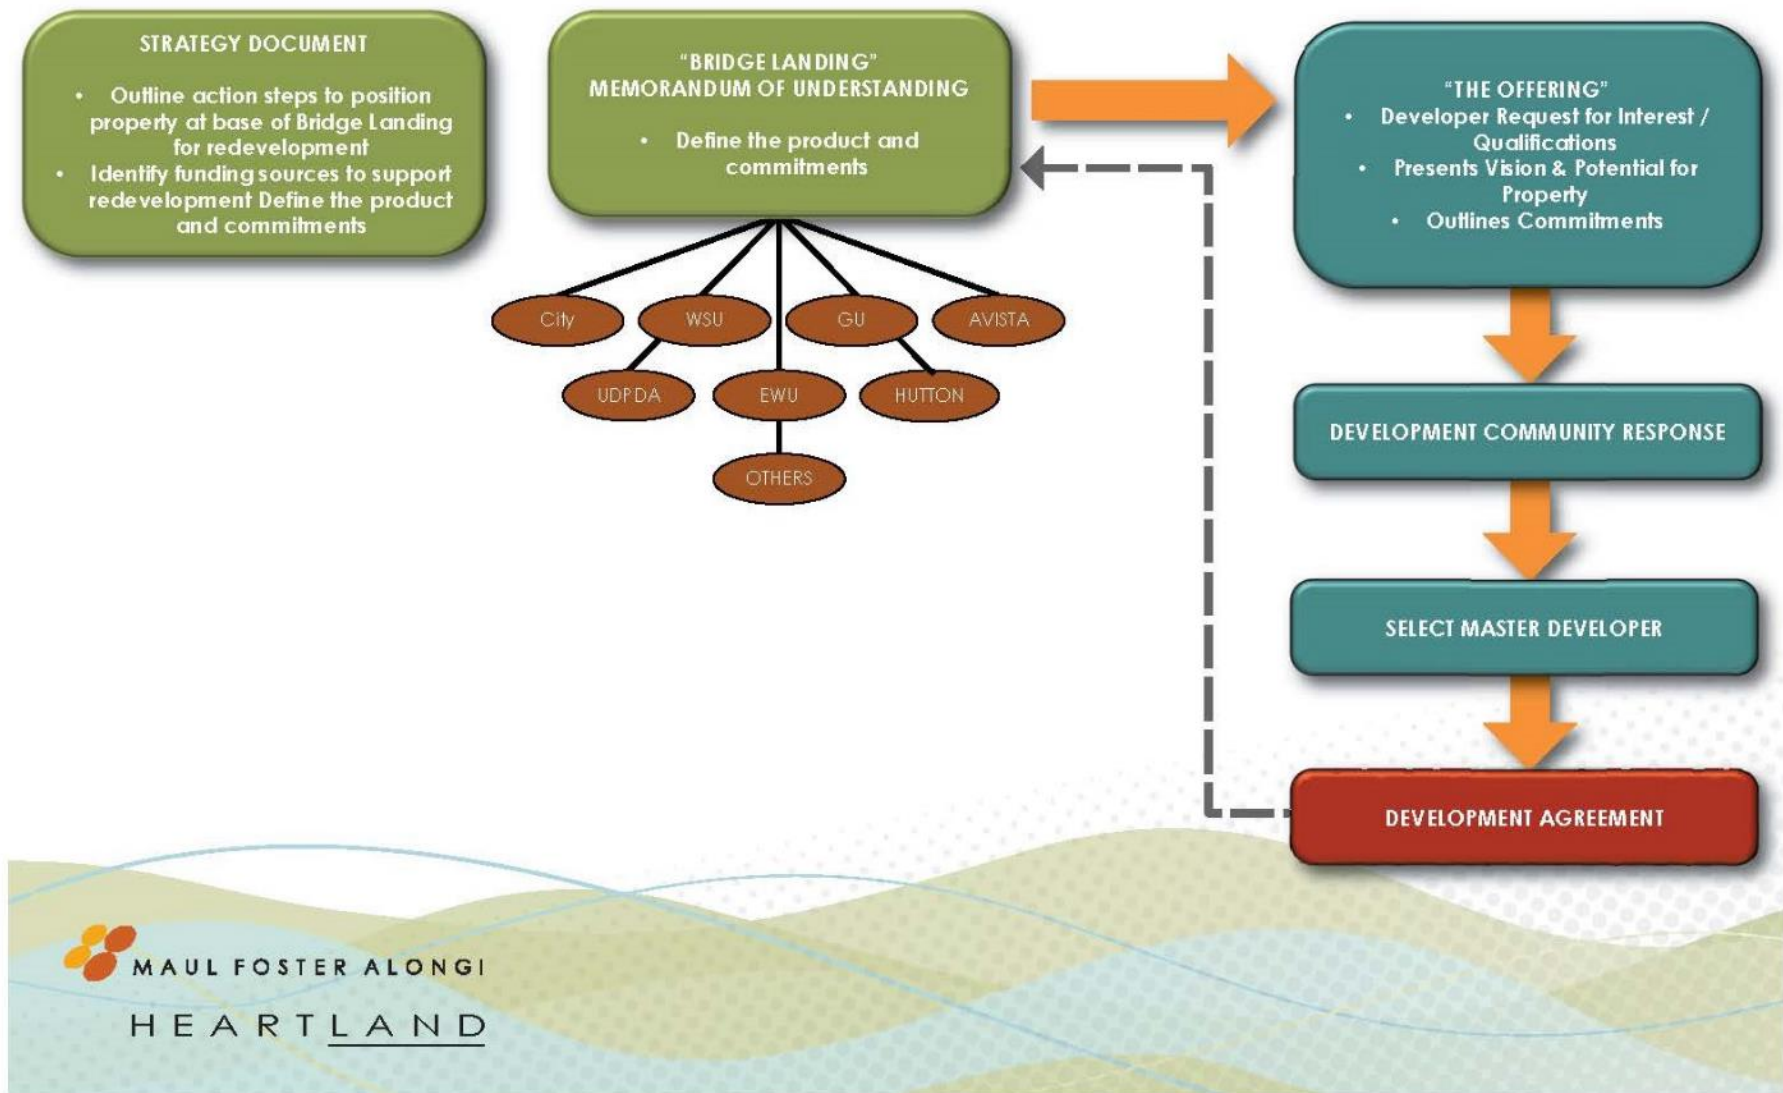 STRATEGY DOCUMENT
• Outline action steps to position
property at base of Bridge Landing
for redevelopment
• Identify funding sources to support
redevelopment Define the product
and commitments
"BRIDGE LANDING"
MEMORANDUM OF UNDERSTANDING
• Define the product and
commitments
City
WSU
GU
AVISTA
UDPDA
EWU
HUTTON
OTHERS
"THE OFFERING"
• Developer Request for Interest /
Qualifications
• Presents Vision & Potential for
Property
• Outlines Commitments
DEVELOPMENT COMMUNITY RESPONSE
SELECT MASTER DEVELOPER
DEVELOPMENT AGREEMENT
MAUL FOSTER ALONGI
HEARTLAND